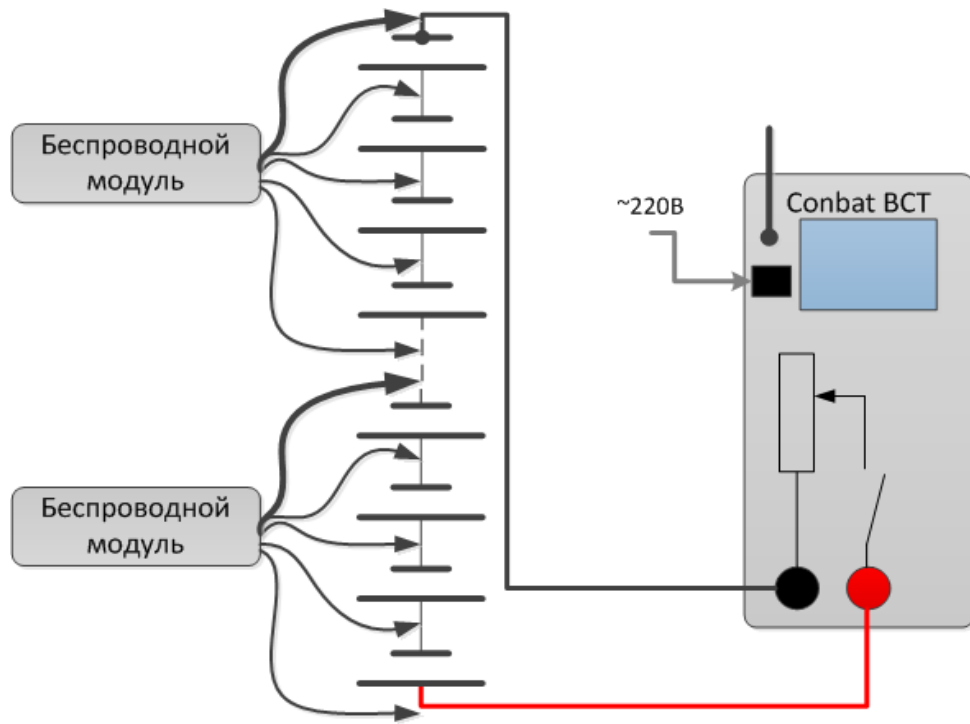 Беспроводной
модуль
~220В
Conbat BCT
Беспроводной
модуль